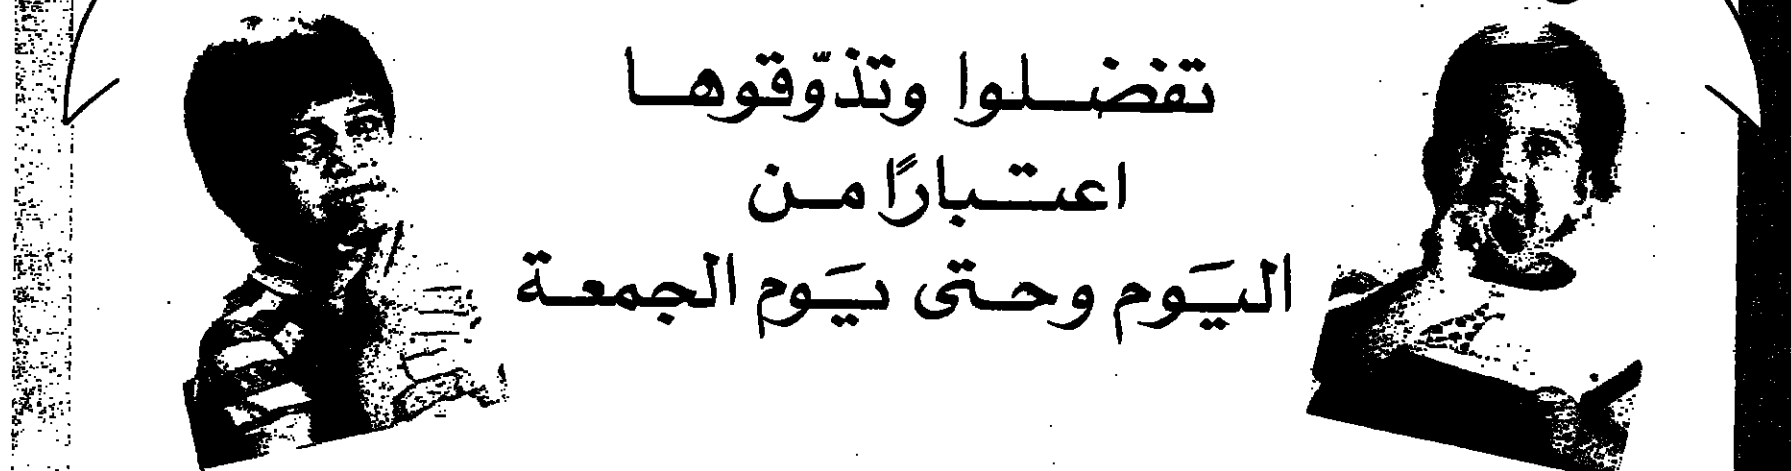 تفضلوا وتذوّقوها
اعتبارًا من
اليَوم وحتى يَوم الجمعة